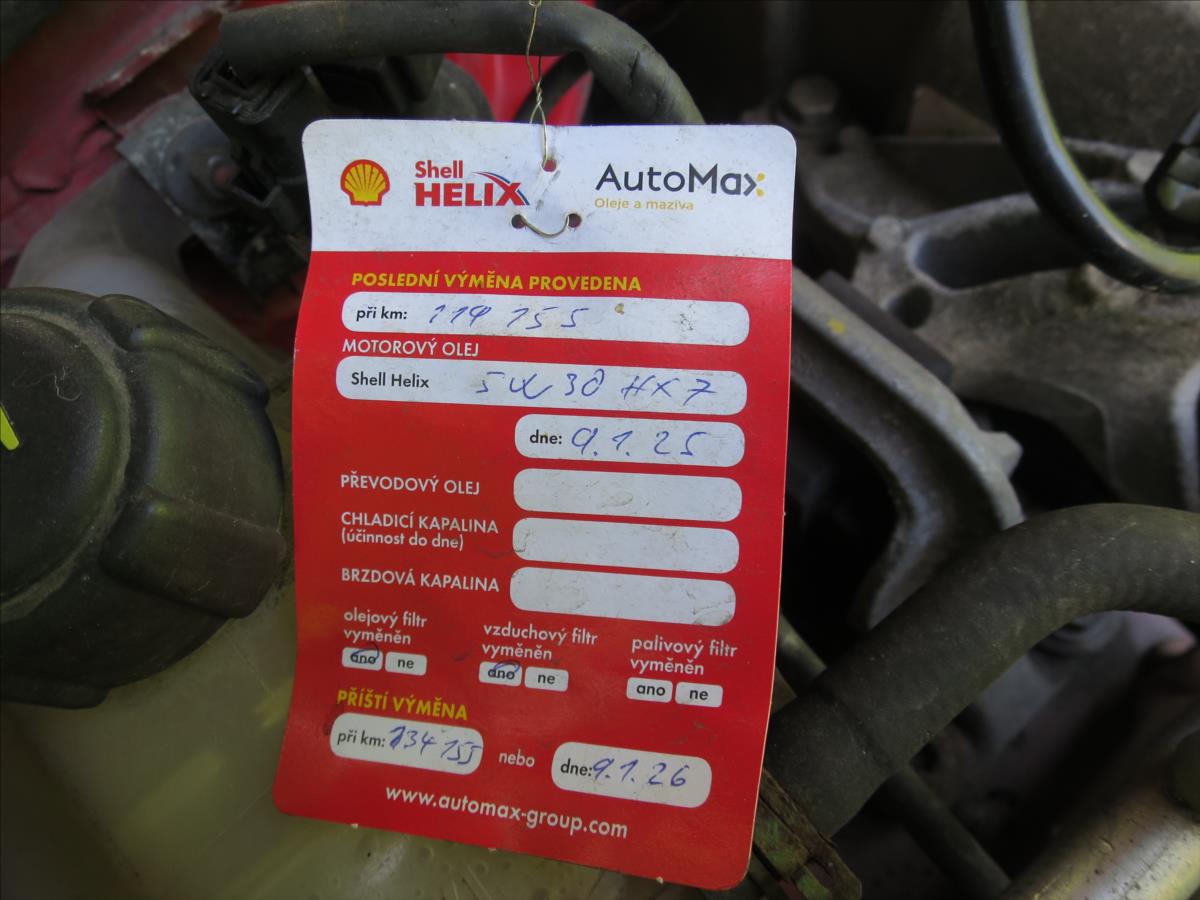 Shell
HELIX
AutoMax
Oleje a maziva
POSLEDNÍ VÝMĚNA PROVEDENA
při km: 119 155
MOTOROVÝ OLEJ
Shell Helix 5W30 HX7
dne: 9.1.25
PŘEVODOVÝ OLEJ
CHLADICÍ KAPALINA
(účinnost do dne)
BRZDOVÁ KAPALINA
olejový filtr
vyměněn
ano ne
vzduchový filtr
vyměněn
ano ne
palivový filtr
vyměněn
ano ne
PŘÍŠTÍ VÝMĚNA
při km: 134 155 nebo dne: 9.1.26
www.automax-group.com